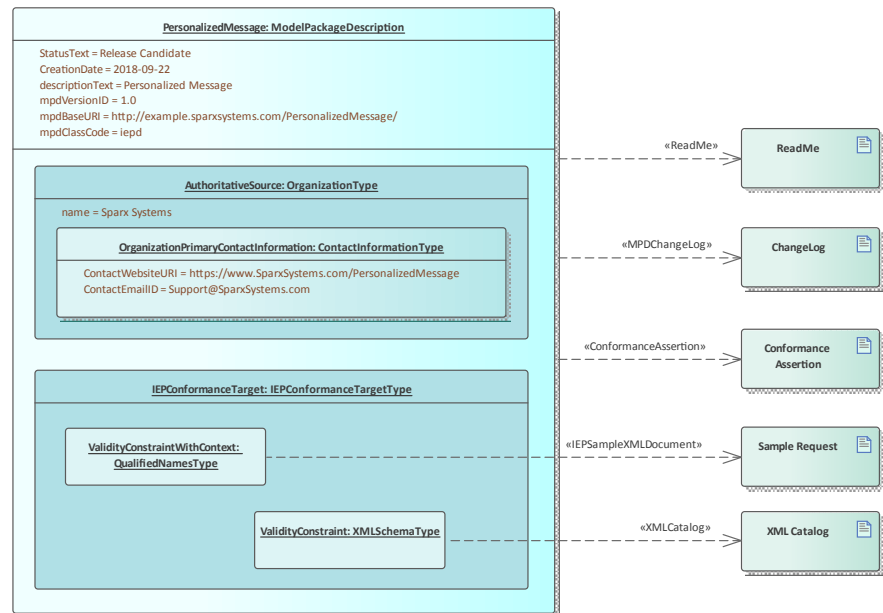 PersonalizedMessage: ModelPackageDescription
StatusText = Release Candidate
CreationDate = 2018-09-22
descriptionText = Personalized Message
mpdVersionID = 1.0
mpdBaseURI = http://example.sparxsystems.com/PersonalizedMessage/
mpdClassCode = iepd
AuthoritativeSource: OrganizationType
name = Sparx Systems
OrganizationPrimaryContactInformation: ContactInformationType
ContactWebsiteURI = https://www.SparxSystems.com/PersonalizedMessage
ContactEmailID = Support@SparxSystems.com
IEPConformanceTarget: IEPConformanceTargetType
ValidityConstraintWithContext:
QualifiedNamesType
ValidityConstraint: XMLSchemaType
«ReadMe»
ReadMe
«MPDChangeLog»
ChangeLog
«ConformanceAssertion»
Conformance
Assertion
«IEPSampleXMLDocument»
Sample Request
«XMLCatalog»
XML Catalog